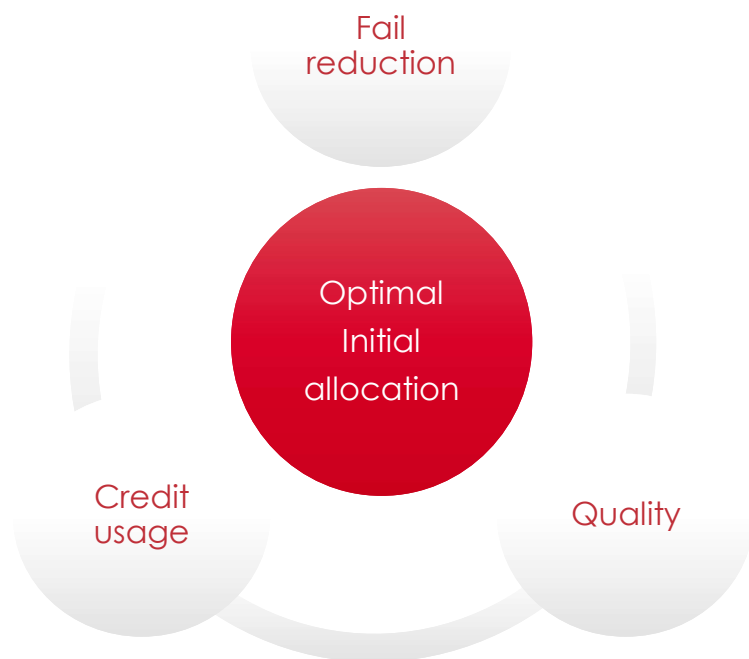 Fail
reduction
Optimal
Initial
allocation
Credit
usage
Quality